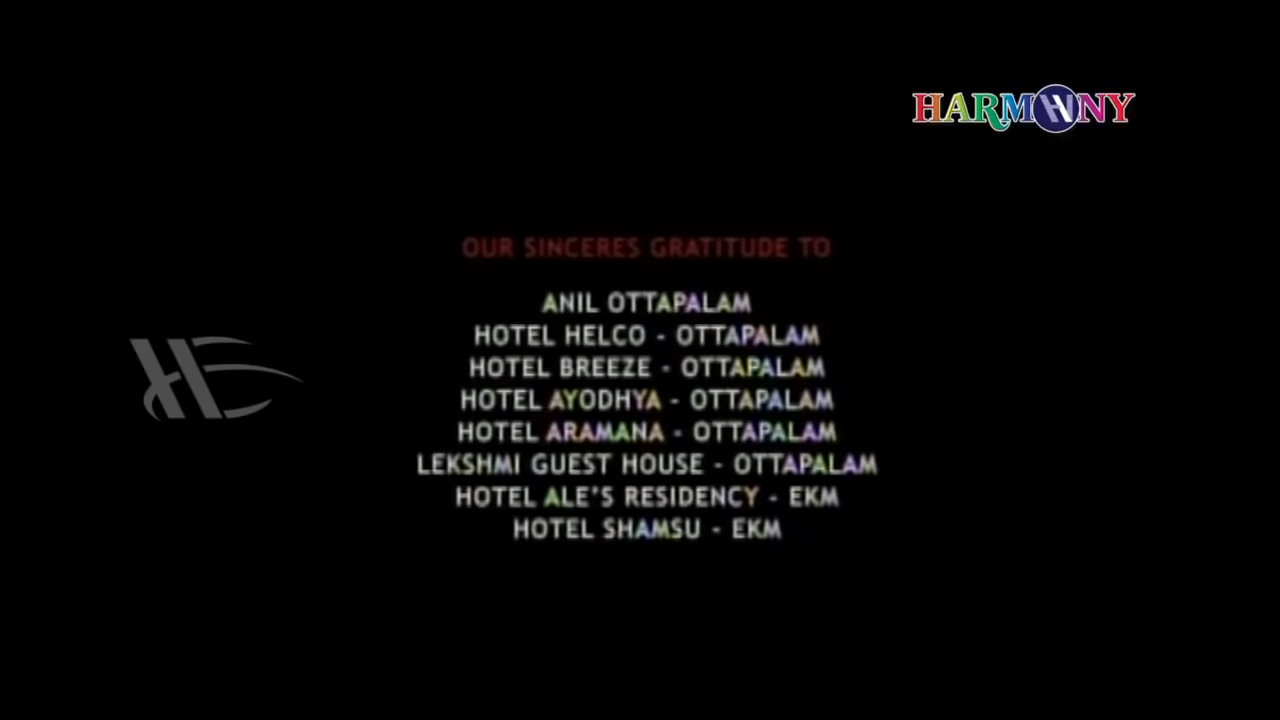 HARMONY
OUR SINCERES GRATITUDE TO
ANIL OTTAPALAM
HOTEL HELCO - OTTAPALAM
HOTEL BREEZE - OTTAPALAM
HOTEL AYODHYA - OTTAPALAM
HOTEL ARAMANA - OTTAPALAM
LEKSHMI GUEST HOUSE - OTTAPALAM
HOTEL ALE'S RESIDENCY - EKM
HOTEL SHAMSU - EKM